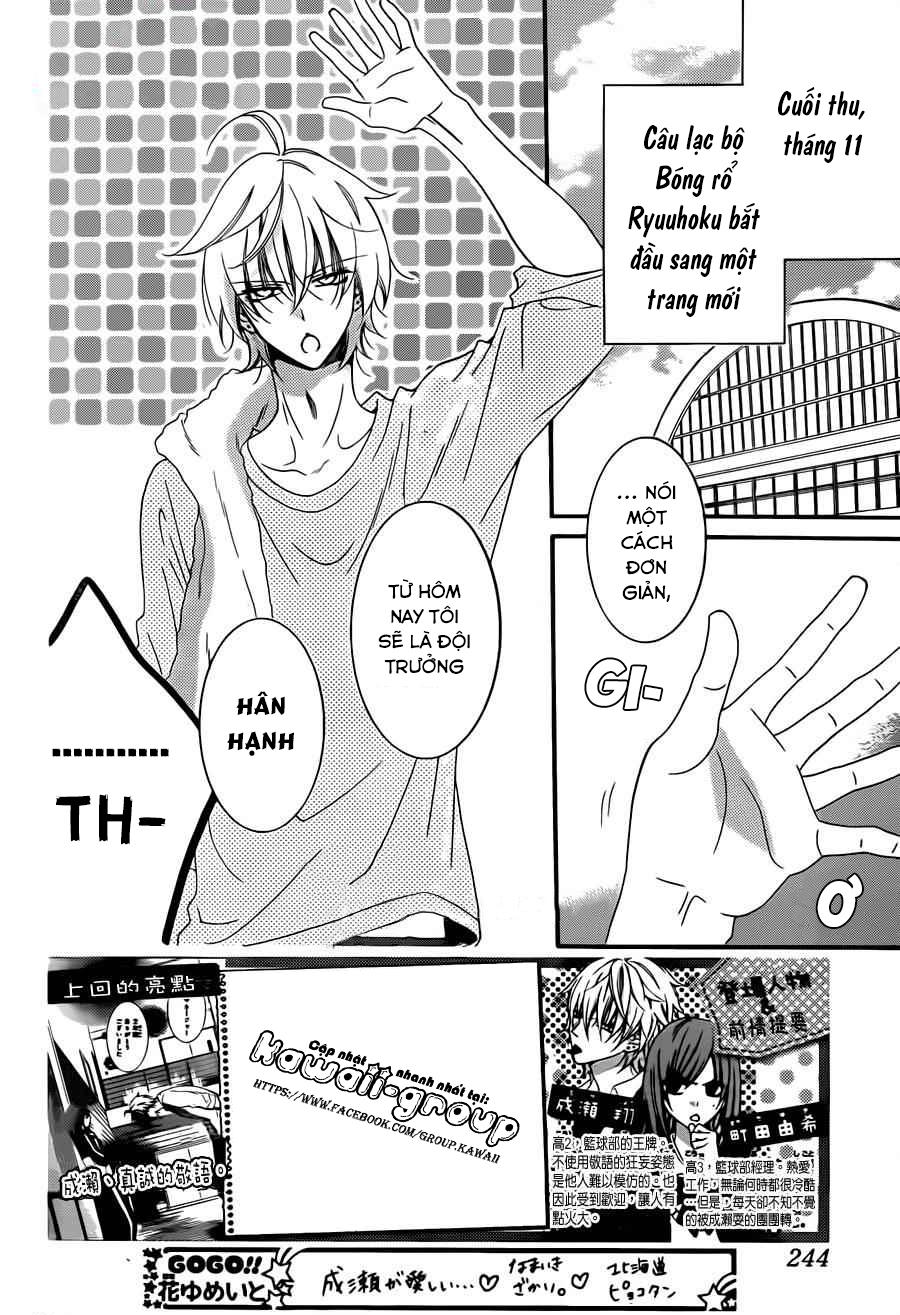 Cuối thu,
tháng 11
Câu lạc bộ
Bóng rổ
Ryuuhoku bắt
đầu sang một
trang mới
... NÓI
MỘT
CÁCH
ĐƠN
GIẢN,
GI-
Ơ
TỪ HÔM
NAY TÔI
SẼ LÀ ĐỘI
TRƯỞNG
HÂN
HẠNH
............
TH-
登場人物
&
前情提要
町田由希
高3，籃球部經理。熱愛
工作，無論何時都很冷酷
…但是，每天卻不知不覺
的被成瀨耍的團團轉。
成瀨 翔
高2，籃球部的王牌。
不使用敬語的狂妄姿態
是他人難以模仿的。也
因此受到歡迎，讓人有
點火大。
Cập nhật
nhanh nhất tại:
kawaii-group
HTTPS://WWW.FACEBOOK.COM/GROUP.KAWAII
上回的亮點
成瀨、真誠的敬語。
244
GOGO!!
花ゆめいと
成瀬が愛しい…♡
なまいき
ざかり。♡
北海道
ピヨコタン